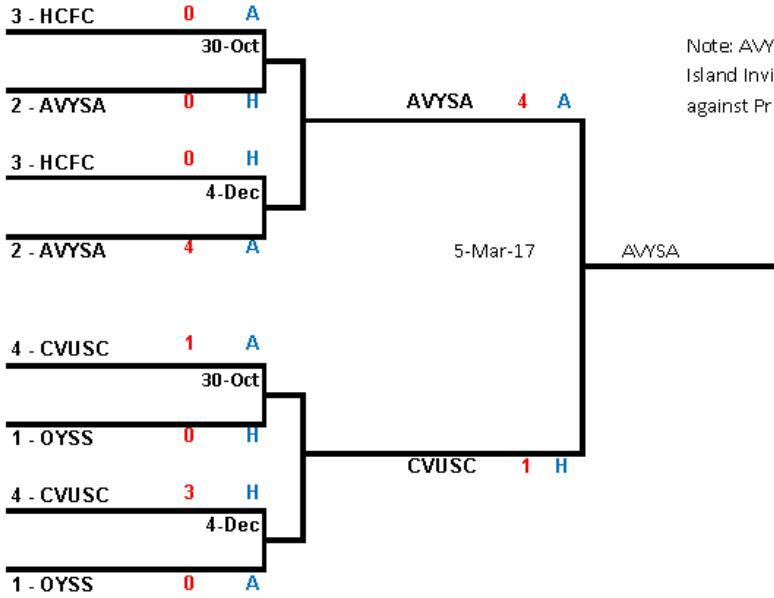 3 - HCFC 0 A
30-Oct
2 - AVYSA 0 H
3 - HCFC 0 H
4-Dec
2 - AVYSA 4 A
4 - CVUSC 1 A
30-Oct
1 - OYSS 0 H
4 - CVUSC 3 H
4-Dec
1 - OYSS 0 A
AVYSA 4 A
5-Mar-17
CVUSC 1 H
AVYSA
Note: AVY
Island Invi
against Pr